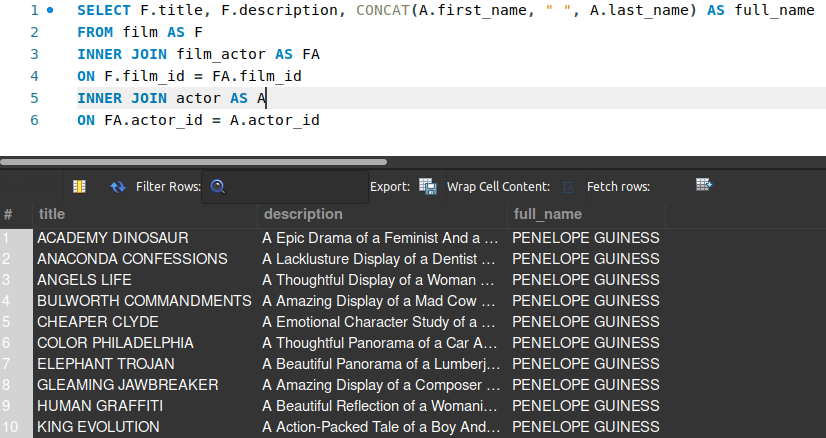 1 SELECT F.title, F.description, CONCAT(A.first_name, " ", A.last_name) AS full_name
2 FROM film AS F
3 INNER JOIN film_actor AS FA
4 ON F.film_id = FA.film_id
5 INNER JOIN actor AS A
6 ON FA.actor_id = A.actor_id
Filter Rows: Export: Wrap Cell Content: Fetch rows:
# title description full_name
1 ACADEMY DINOSAUR A Epic Drama of a Feminist And a ... PENELOPE GUINESS
2 ANACONDA CONFESSIONS A Lacklusture Display of a Dentist ... PENELOPE GUINESS
3 ANGELS LIFE A Thoughtful Display of a Woman ... PENELOPE GUINESS
4 BULWORTH COMMANDMENTS A Amazing Display of a Mad Cow ... PENELOPE GUINESS
5 CHEAPER CLYDE A Emotional Character Study of a ... PENELOPE GUINESS
6 COLOR PHILADELPHIA A Thoughtful Panorama of a Car A... PENELOPE GUINESS
7 ELEPHANT TROJAN A Beautiful Panorama of a Lumberj... PENELOPE GUINESS
8 GLEAMING JAWBREAKER A Amazing Display of a Composer ... PENELOPE GUINESS
9 HUMAN GRAFFITI A Beautiful Reflection of a Womani... PENELOPE GUINESS
10 KING EVOLUTION A Action-Packed Tale of a Boy And... PENELOPE GUINESS